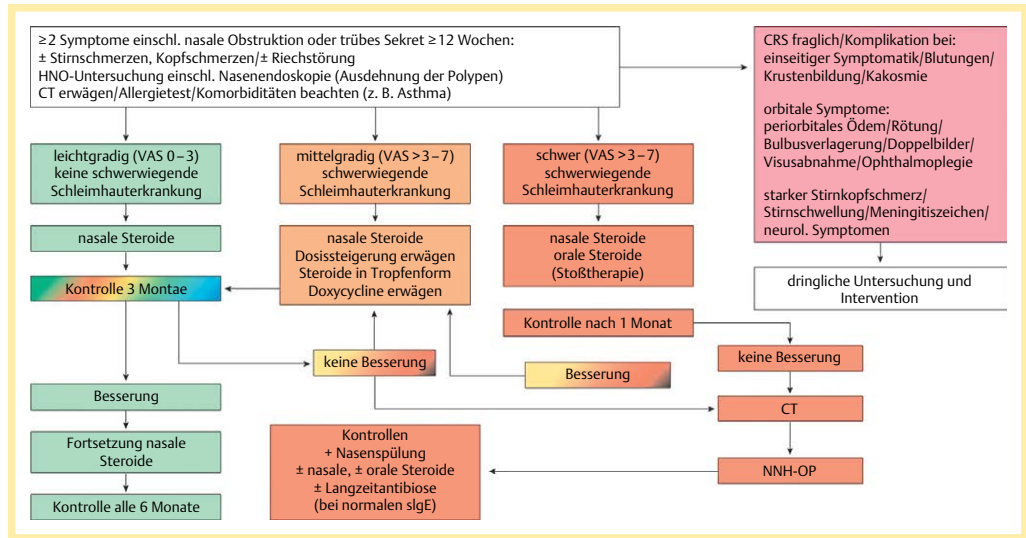 ≥2 Symptome einschl. nasale Obstruktion oder trübes Sekret ≥12 Wochen:
± Stirnschmerzen, Kopfschmerzen/± Riechstörung
HNO-Untersuchung einschl. Nasenendoskopie (Ausdehnung der Polypen)
CT erwägen/Allergietest/Komorbiditäten beachten (z. B. Asthma)
CRS fraglich/Komplikation bei:
einseitiger Symptomatik/Blutungen/
Krustenbildung/Kakosmie
orbitale Symptome:
periorbitales Ödem/Rötung/
Bulbusverlagerung/Doppelbilder/
Visusabnahme/Ophthalmoplegie
starker Stirnkopfschmerz/
Stirnschwellung/Meningitiszeichen/
neurol. Symptomen
dringliche Untersuchung und
Intervention
leichtgradig (VAS 0–3)
keine schwerwiegende
Schleimhauterkrankung
mittelgradig (VAS >3–7)
schwerwiegende
Schleimhauterkrankung
schwer (VAS >3–7)
schwerwiegende
Schleimhauterkrankung
nasale Steroide
nasale Steroide
Dosissteigerung erwägen
Steroide in Tropfenform
Doxycycline erwägen
nasale Steroide
orale Steroide
(Stoßtherapie)
Kontrolle 3 Montae
Kontrolle nach 1 Monat
keine Besserung
keine Besserung
Besserung
Besserung
CT
Fortsetzung nasale
Steroide
Kontrollen
+ Nasenspülung
± nasale, ± orale Steroide
± Langzeitantibiose
(bei normalen slgE)
NNH-OP
Kontrolle alle 6 Monate